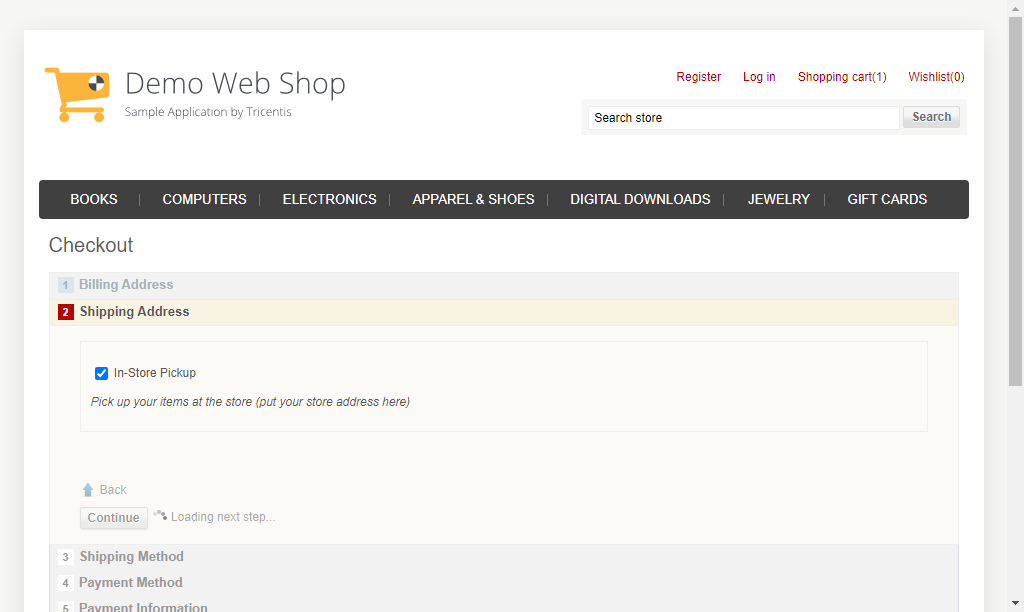 Demo Web Shop
Sample Application by Tricentis
Register Log in Shopping cart(1) Wishlist(0)
Search store Search
BOOKS | COMPUTERS | ELECTRONICS | APPAREL & SHOES | DIGITAL DOWNLOADS | JEWELRY | GIFT CARDS
Checkout
1 Billing Address
2 Shipping Address
In-Store Pickup
Pick up your items at the store (put your store address here)
Back
Continue Loading next step...
3 Shipping Method
4 Payment Method
5 Payment Information